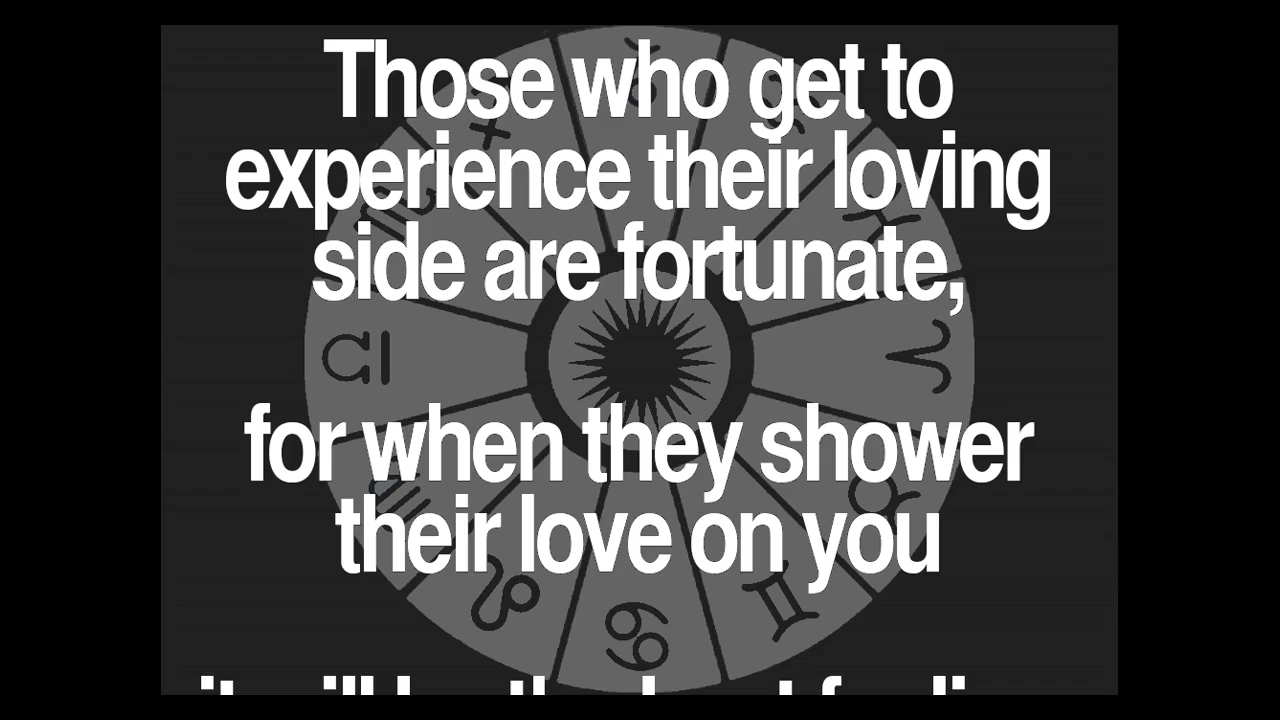 Those who get to
experience their loving
side are fortunate,
for when they shower
their love on you